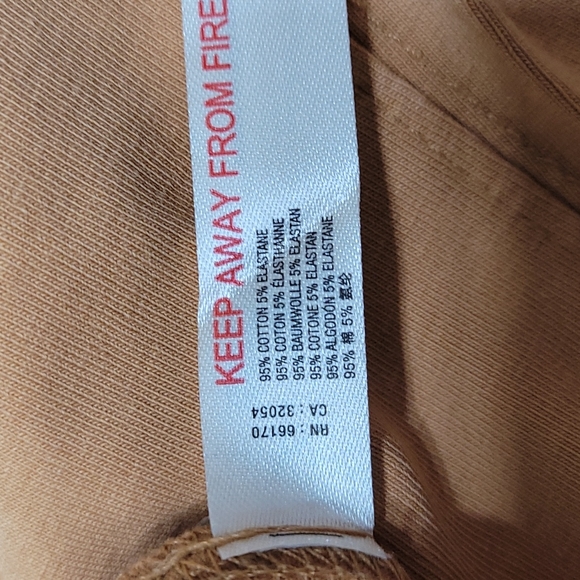 KEEP AWAY FROM FIRE
95% COTTON 5% ELASTANE
95% COTON 5% ELASTHANNE
95% BAUMWOLLE 5% ELASTAN
95% COTONE 5% ELASTAN
95% ALGODÓN 5% ELASTANE
95% 棉 5% 氨纶
RN : 66170
CA : 32054